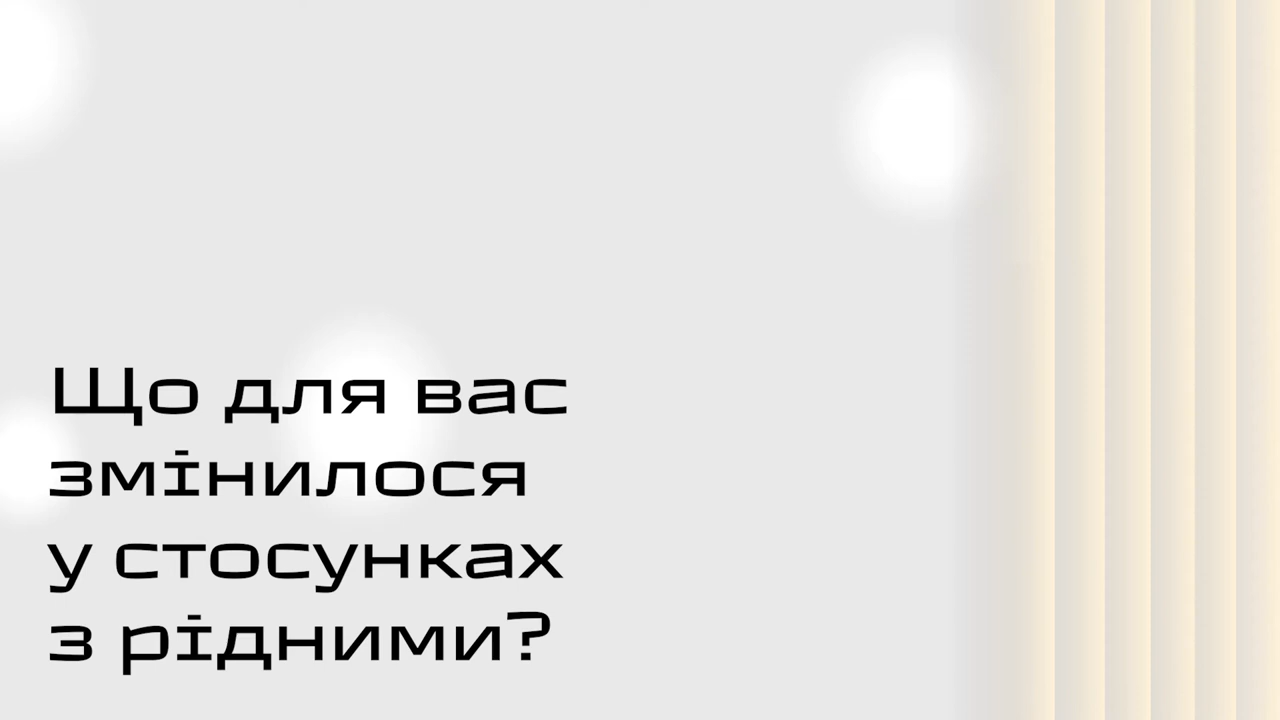 Що для вас
змінилося
у стосунках
з рідними?